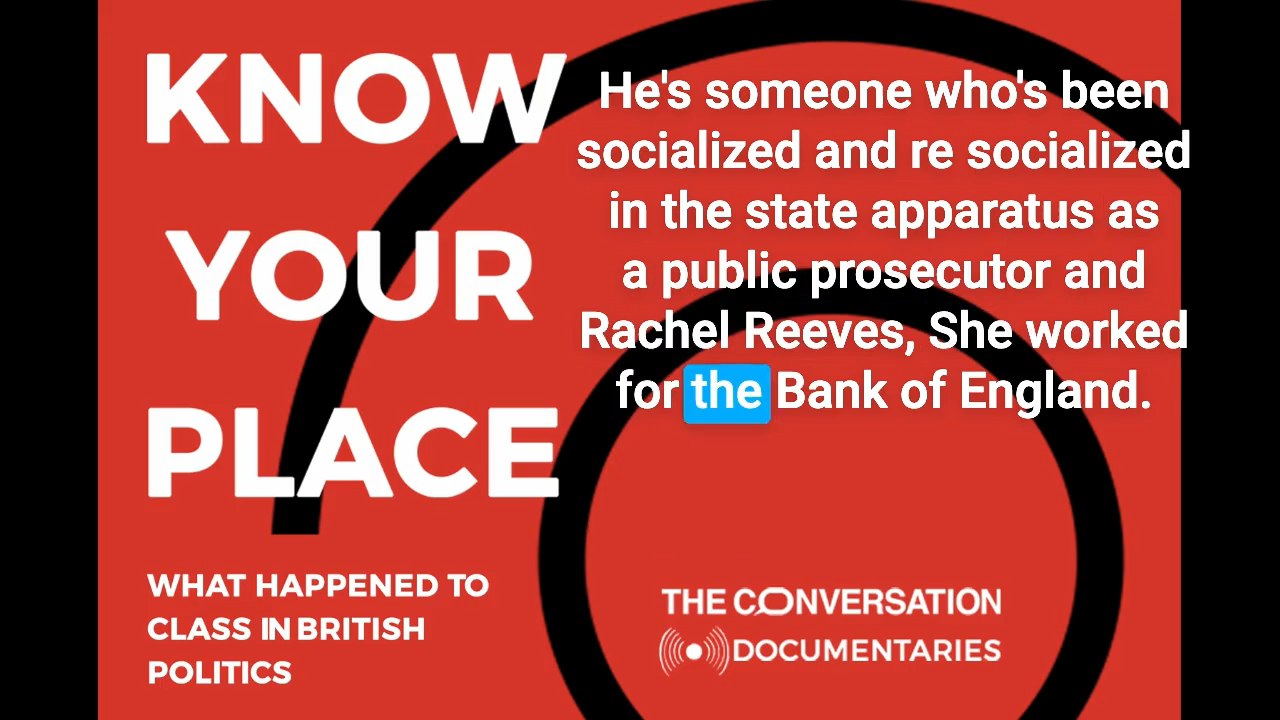 KNOW
YOUR
PLACE
WHAT HAPPENED TO
CLASS IN BRITISH
POLITICS
He's someone who's been
socialized and re socialized
in the state apparatus as
a public prosecutor and
Rachel Reeves, She worked
for the Bank of England.
THE CONVERSATION
DOCUMENTARIES